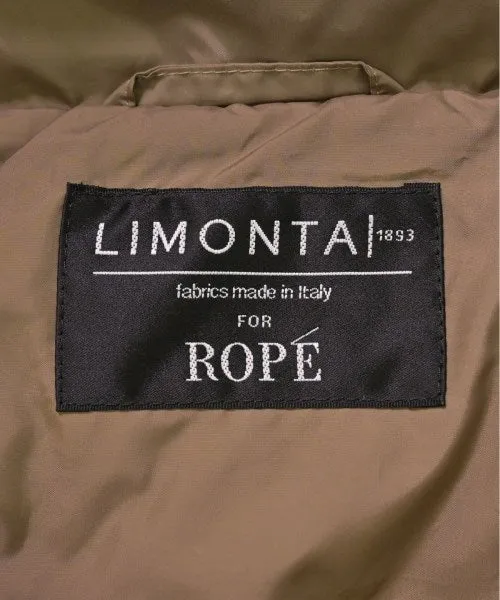 LIMONTA|1893
fabrics made in Italy
FOR
ROPÉ